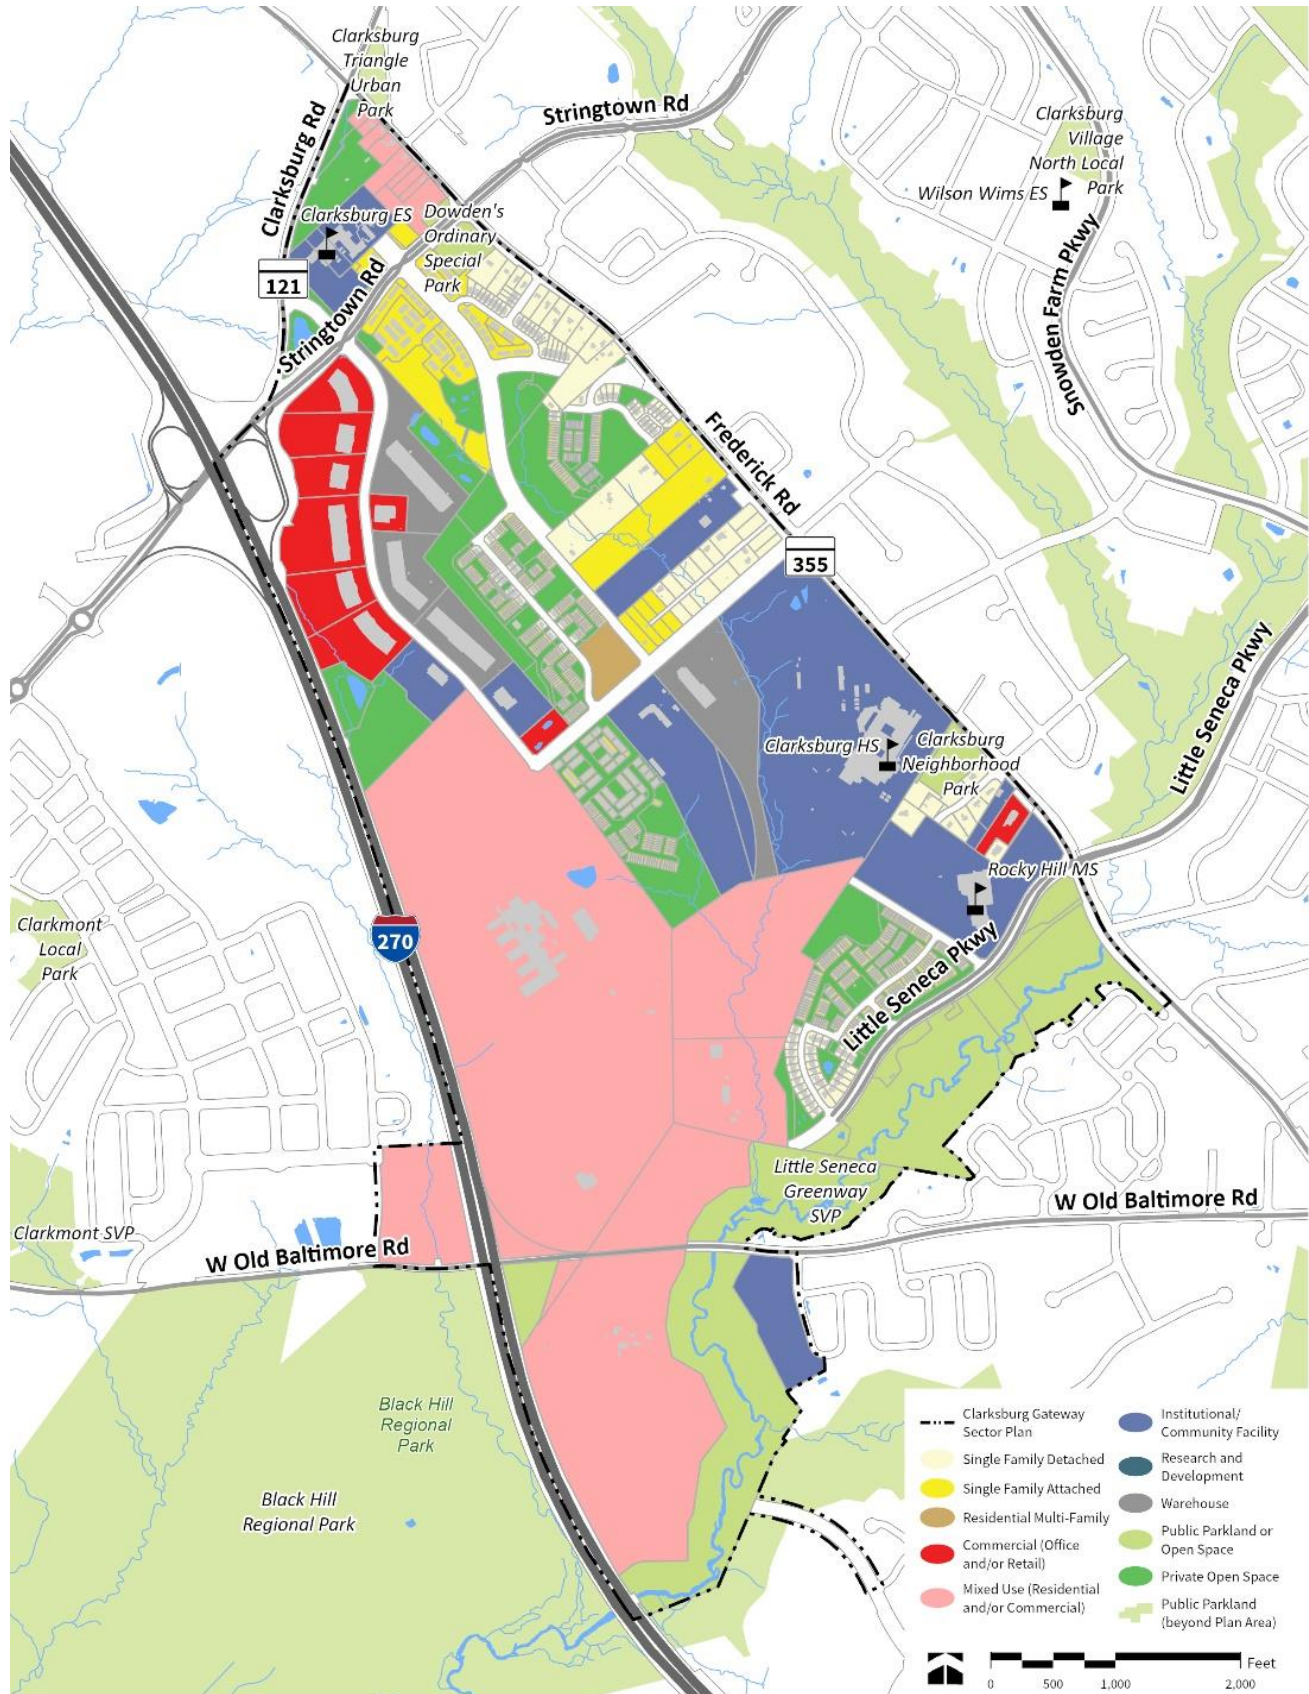 Clarksburg
Triangle
Urban
Park
Stringtown Rd
Clarksburg Rd
Clarksburg
Village
North Local
Park
Wilson Wims ES
Clarksburg ES
Dowden's
Ordinary
Special
Park
121
Stringtown Rd
Snowden Farm Pkwy
Frederick Rd
355
Little Seneca Pkwy
Clarksburg HS
Clarksburg
Neighborhood
Park
Rocky Hill MS
Clarkmont
Local
Park
270
Little Seneca Pkwy
Little Seneca
Greenway
SVP
W Old Baltimore Rd
Clarkmont SVP
W Old Baltimore Rd
Black Hill
Regional
Park
Black Hill
Regional Park
Clarksburg Gateway
Sector Plan
Single Family Detached
Single Family Attached
Residential Multi-Family
Commercial (Office
and/or Retail)
Mixed Use (Residential
and/or Commercial)
Institutional/
Community Facility
Research and
Development
Warehouse
Public Parkland or
Open Space
Private Open Space
Public Parkland
(beyond Plan Area)
Feet
0 500 1,000 2,000